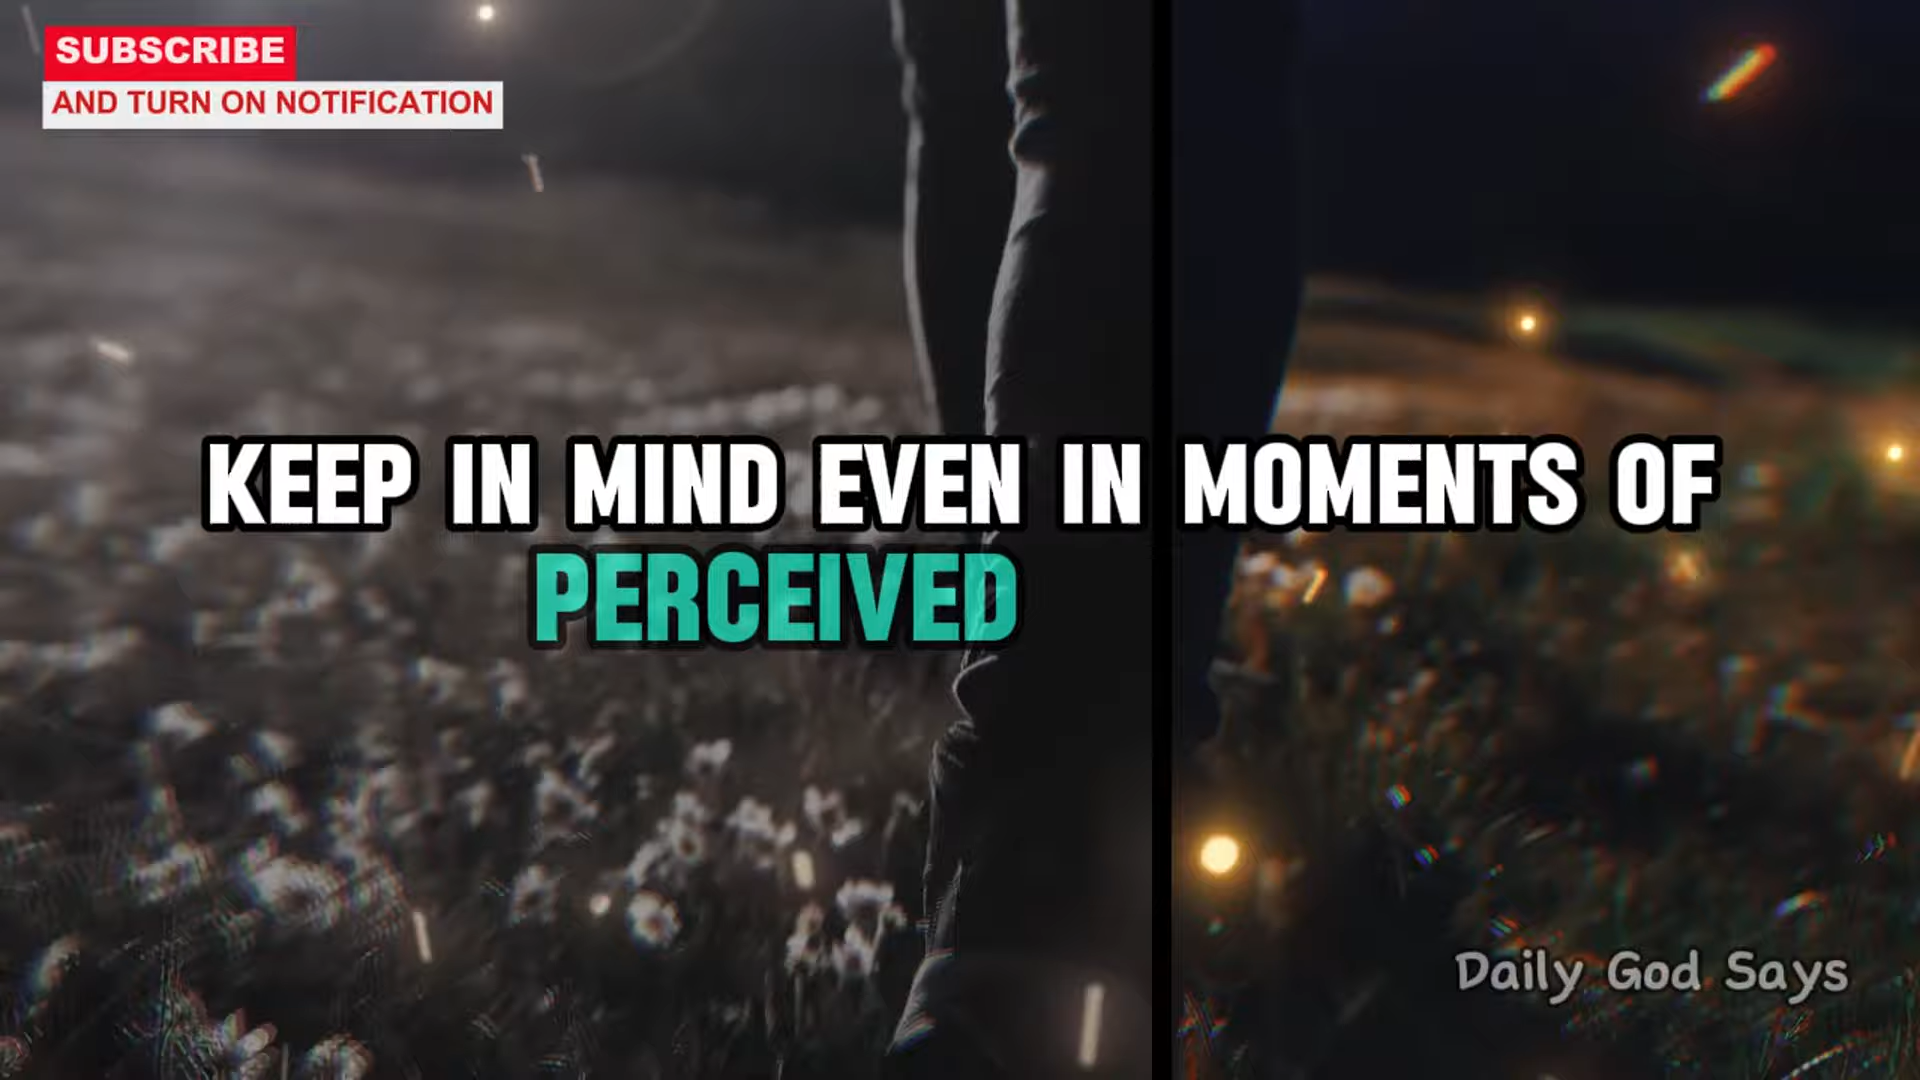 SUBSCRIBE
AND TURN ON NOTIFICATION
KEEP IN MIND EVEN IN MOMENTS OF
PERCEIVED
Daily God Says